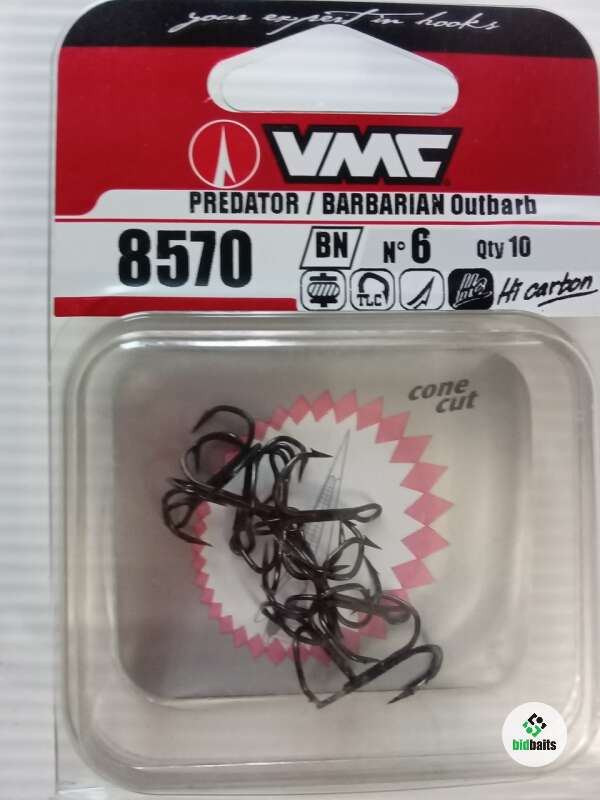 your expert in hooks
VMC
PREDATOR / BARBARIAN Outbarb
8570 BN N° 6 Qty 10
TLC Hi carbon
cone
cut
bidbaits